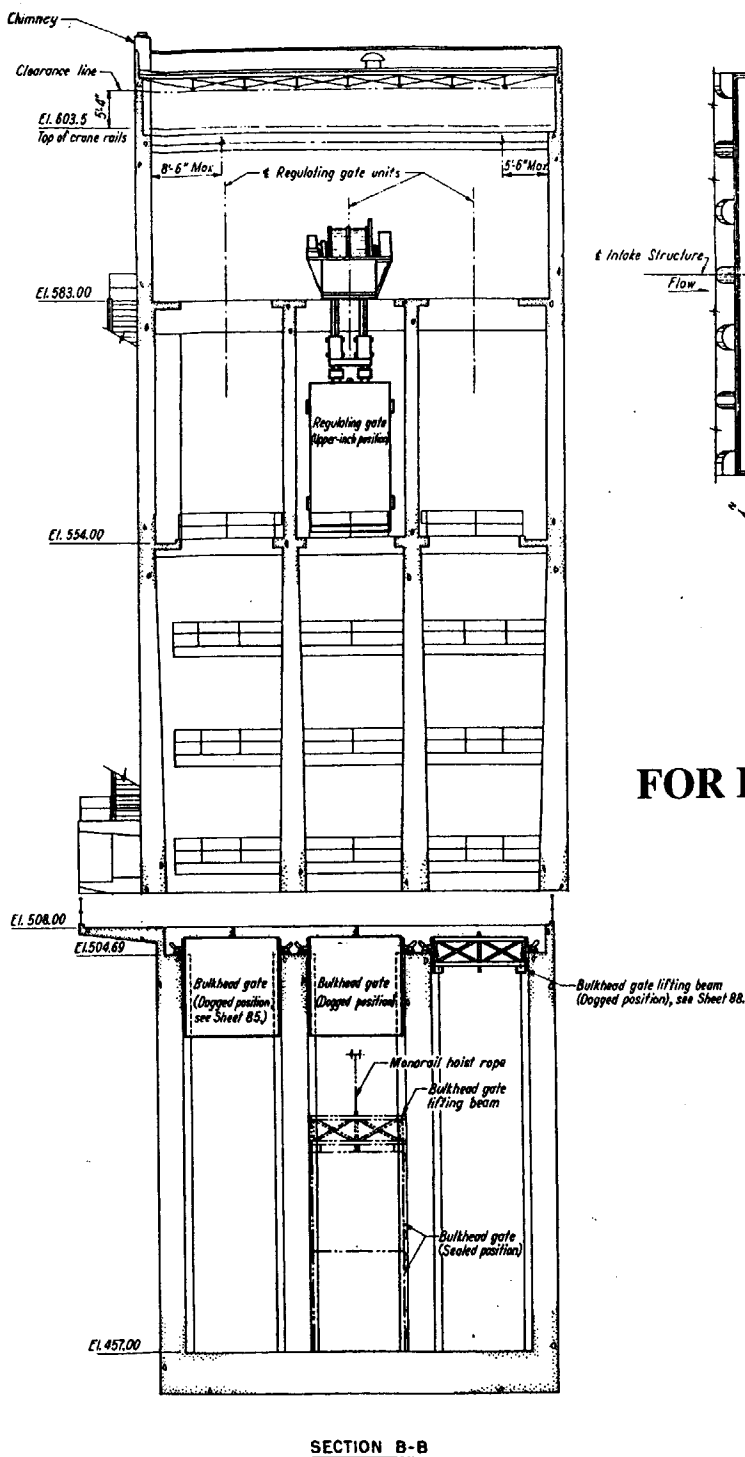 Chimney
Clearance line
5'-4"
El. 603.5
Top of crane rails
8'-6" Max
5'-6" Max
℄ Regulating gate units
℄ Intake Structure
Flow
El. 583.00
Regulating gate
(Upper-inch position)
N
El. 554.00
FOR
El. 508.00
El. 504.69
Bulkhead gate
(Dogged position,
see Sheet 85.)
Bulkhead gate
(Dogged position)
Bulkhead gate lifting beam
(Dogged position), see Sheet 88.
Monorail hoist rope
Bulkhead gate
lifting beam
Bulkhead gate
(Sealed position)
El. 457.00
SECTION B-B